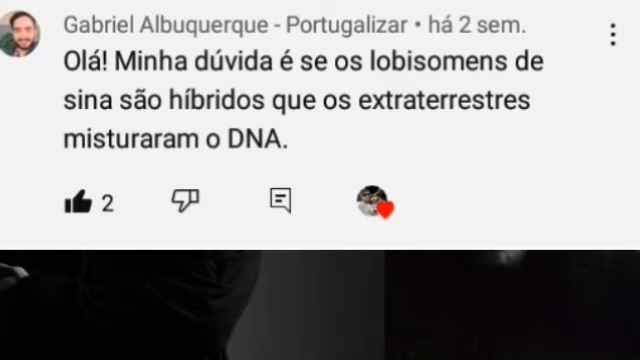 Gabriel Albuquerque - Portugalizar • há 2 sem.
Olá! Minha dúvida é se os lobisomens de
sina são híbridos que os extraterrestres
misturaram o DNA.
2